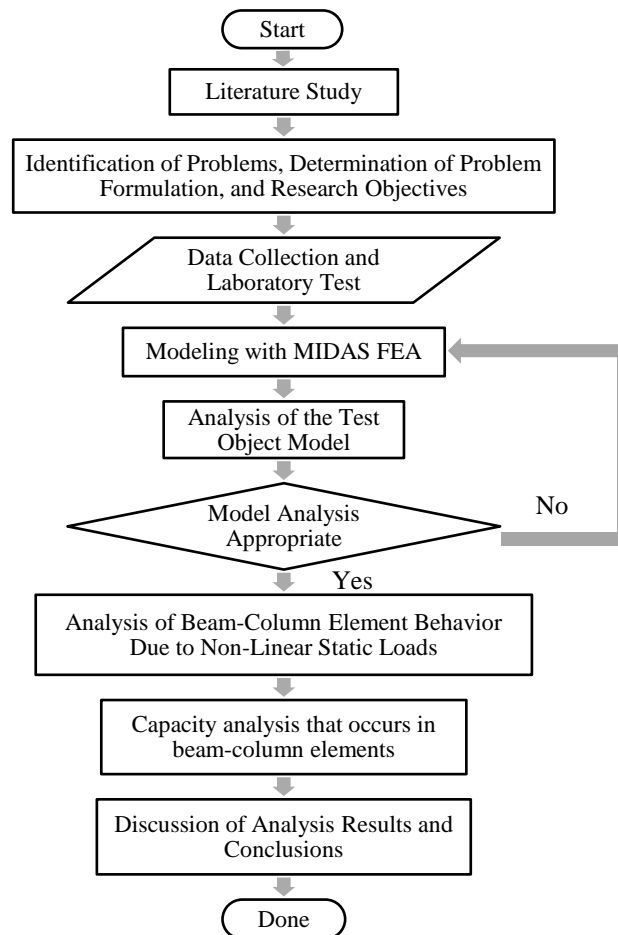 Start
Literature Study
Identification of Problems, Determination of Problem
Formulation, and Research Objectives
Data Collection and
Laboratory Test
Modeling with MIDAS FEA
Analysis of the Test
Object Model
Model Analysis
Appropriate
No
Yes
Analysis of Beam-Column Element Behavior
Due to Non-Linear Static Loads
Capacity analysis that occurs in
beam-column elements
Discussion of Analysis Results and
Conclusions
Done